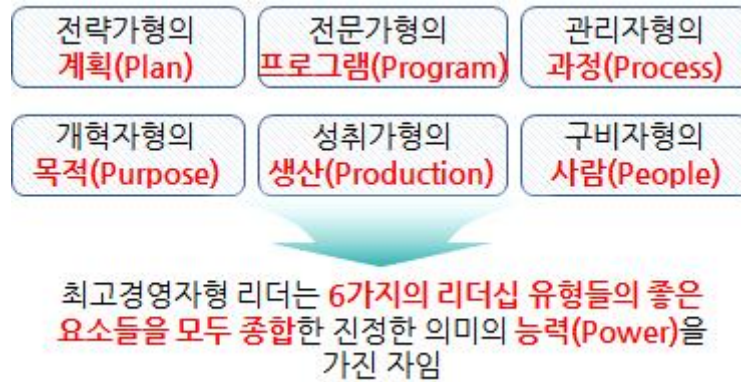 전략가형의
계획(Plan)
전문가형의
프로그램(Program)
관리자형의
과정(Process)
개혁자형의
목적(Purpose)
성취가형의
생산(Production)
구비자형의
사람(People)
최고경영자형 리더는 6가지의 리더십 유형들의 좋은
요소들을 모두 종합한 진정한 의미의 능력(Power)을
가진 자임